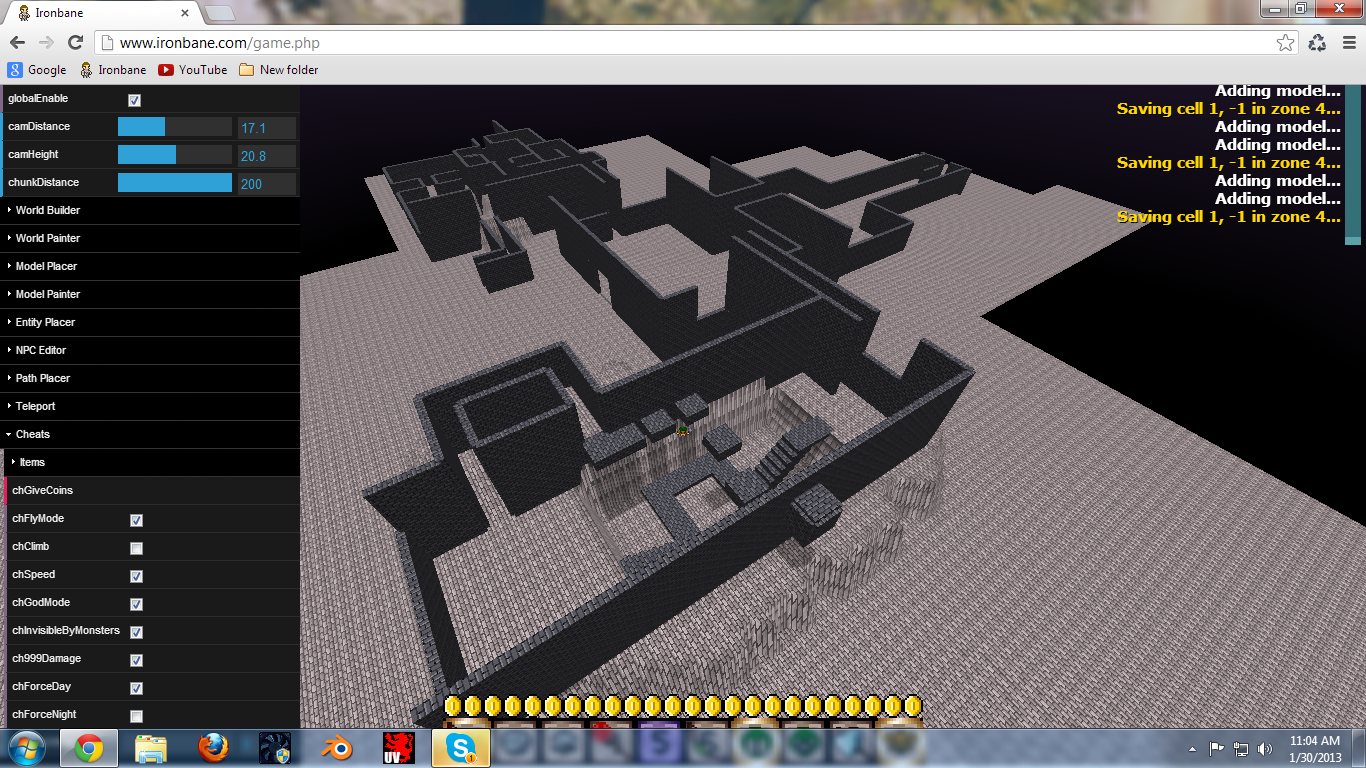 Ironbane
www.ironbane.com/game.php
Google Ironbane YouTube New folder
globalEnable
camDistance 17.1
camHeight 20.8
chunkDistance 200
World Builder
World Painter
Model Placer
Model Painter
Entity Placer
NPC Editor
Path Placer
Teleport
Cheats
Items
chGiveCoins
chFlyMode
chClimb
chSpeed
chGodMode
chInvisibleByMonsters
ch999Damage
chForceDay
chForceNight
Adding model...
Saving cell 1, -1 in zone 4...
Adding model...
Adding model...
Saving cell 1, -1 in zone 4...
Adding model...
Adding model...
Saving cell 1, -1 in zone 4...
UV
1
11:04 AM
1/30/2013